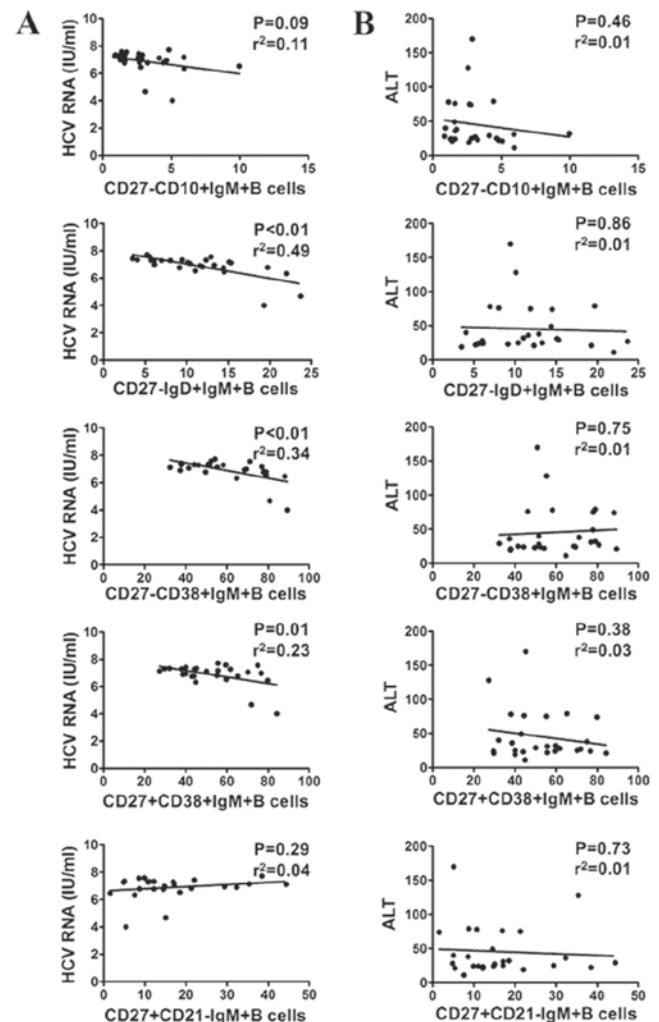 A
B
P=0.09
r²=0.11
HCV RNA (IU/ml)
10
8
6
4
2
0
0 5 10 15
CD27-CD10+IgM+B cells
P=0.46
r²=0.01
ALT
200
150
100
50
0
0 5 10 15
CD27-CD10+IgM+B cells
P<0.01
r²=0.49
HCV RNA (IU/ml)
10
8
6
4
2
0
0 5 10 15 20 25
CD27-IgD+IgM+B cells
P=0.86
r²=0.01
ALT
200
150
100
50
0
0 5 10 15 20 25
CD27-IgD+IgM+B cells
P<0.01
r²=0.34
HCV RNA (IU/ml)
10
8
6
4
2
0
0 20 40 60 80 100
CD27-CD38+IgM+B cells
P=0.75
r²=0.01
ALT
200
150
100
50
0
0 20 40 60 80 100
CD27-CD38+IgM+B cells
P=0.01
r²=0.23
HCV RNA (IU/ml)
10
8
6
4
2
0
0 20 40 60 80 100
CD27+CD38+IgM+B cells
P=0.38
r²=0.03
ALT
200
150
100
50
0
0 20 40 60 80 100
CD27+CD38+IgM+B cells
P=0.29
r²=0.04
HCV RNA (IU/ml)
10
8
6
4
2
0
0 10 20 30 40 50
CD27+CD21-IgM+B cells
P=0.73
r²=0.01
ALT
200
150
100
50
0
0 10 20 30 40 50
CD27+CD21-IgM+B cells